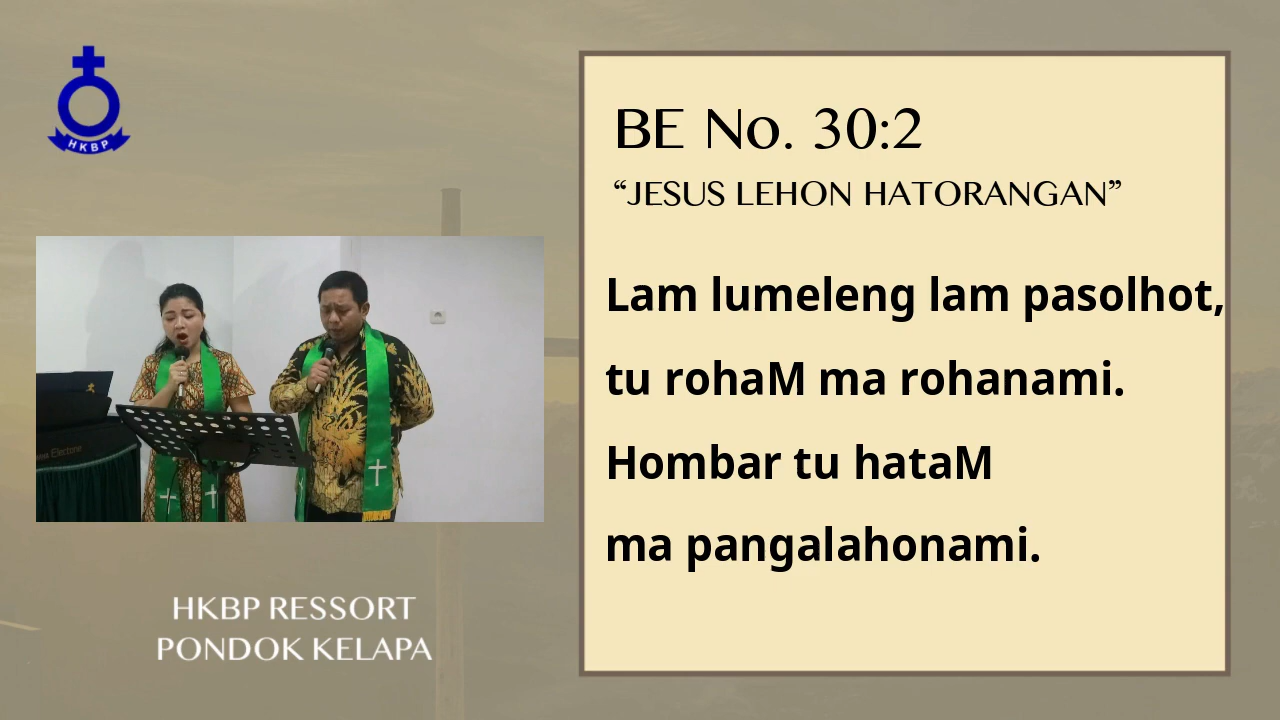 HKBP
BE No. 30:2
“JESUS LEHON HATORANGAN”
Lam lumeleng lam pasolhot,
tu rohaM ma rohanami.
Hombar tu hataM
ma pangalahonami.
Electone
HKBP RESSORT
PONDOK KELAPA